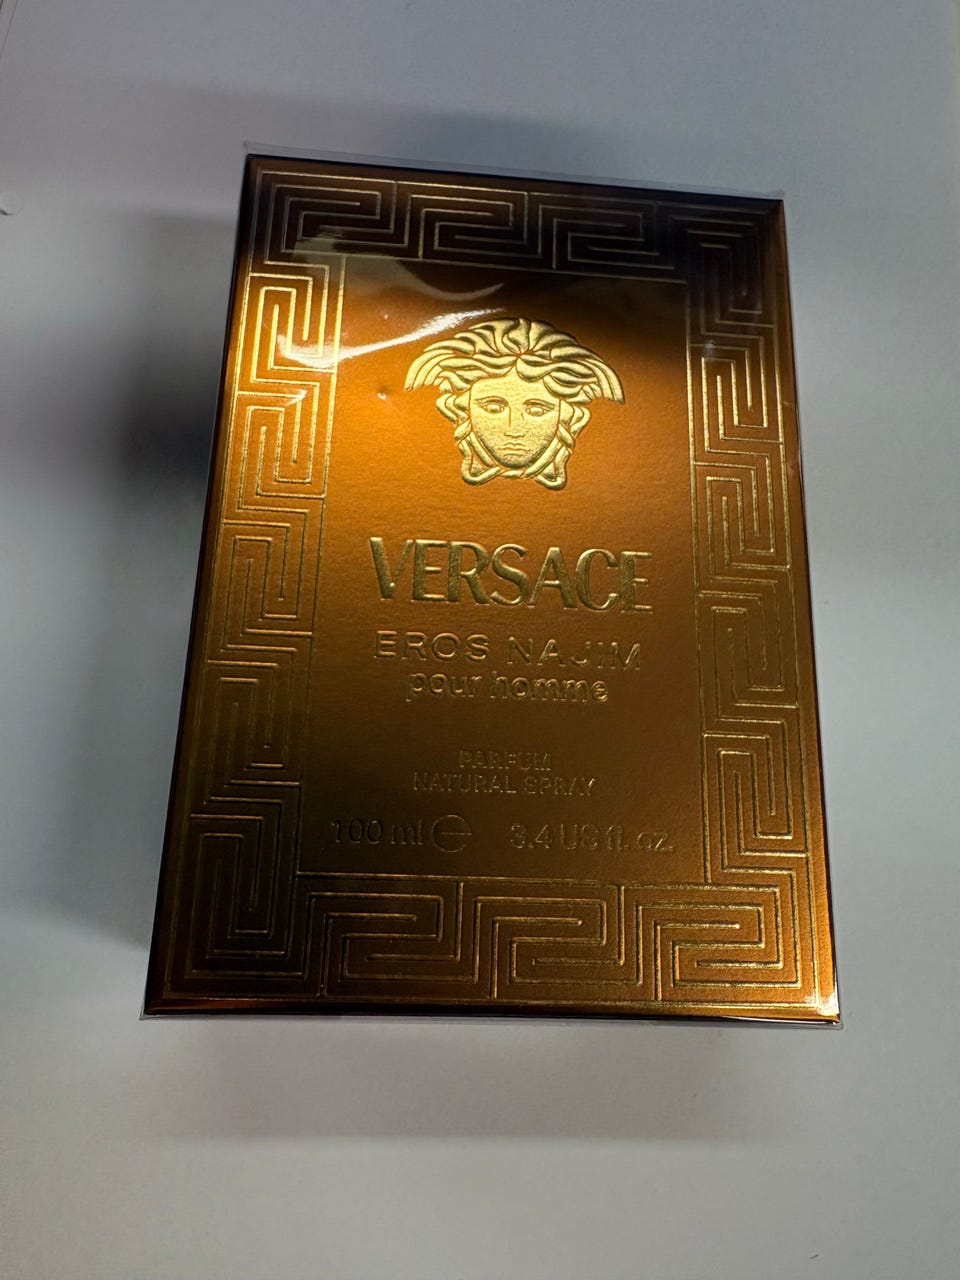 VERSACE
EROS NAJIM
pour homme
PARFUM
NATURAL SPRAY
100 ml ℮ 3.4 US fl. oz.